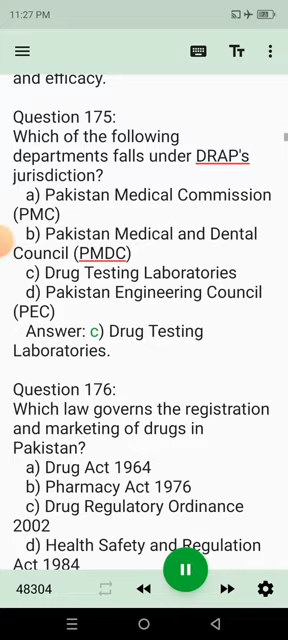 11:27 PM
and efficacy.
Question 175:
Which of the following
departments falls under DRAP's
jurisdiction?
a) Pakistan Medical Commission
(PMC)
b) Pakistan Medical and Dental
Council (PMDC)
c) Drug Testing Laboratories
d) Pakistan Engineering Council
(PEC)
Answer: c) Drug Testing
Laboratories.
Question 176:
Which law governs the registration
and marketing of drugs in
Pakistan?
a) Drug Act 1964
b) Pharmacy Act 1976
c) Drug Regulatory Ordinance
2002
d) Health Safety and Regulation
Act 1984
48304